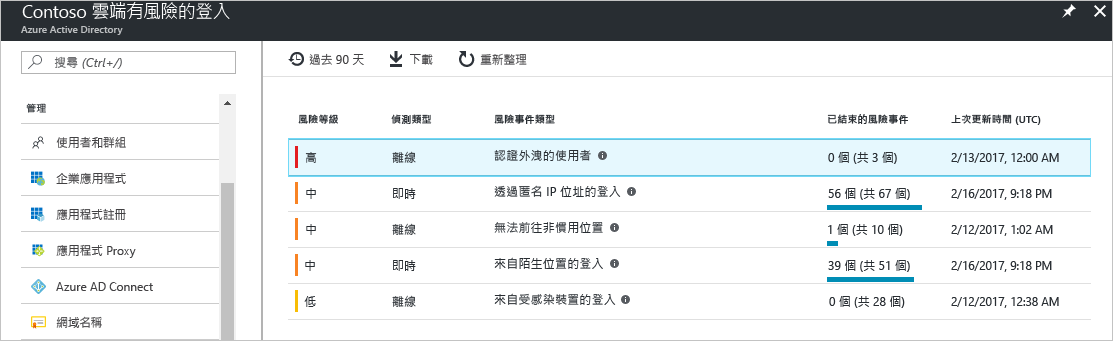 Contoso 雲端有風險的登入
Azure Active Directory
搜尋 (Ctrl+/)
管理
使用者和群組
企業應用程式
應用程式註冊
應用程式 Proxy
Azure AD Connect
網域名稱
過去 90 天 下載 重新整理
風險等級 偵測類型 風險事件類型 已結束的風險事件 上次更新時間 (UTC)
高 離線 認證外洩的使用者 0 個 (共 3 個) 2/13/2017, 12:00 AM
中 即時 透過匿名 IP 位址的登入 56 個 (共 67 個) 2/16/2017, 9:18 PM
中 離線 無法前往非慣用位置 1 個 (共 10 個) 2/12/2017, 1:02 AM
中 即時 來自陌生位置的登入 39 個 (共 51 個) 2/16/2017, 9:18 PM
低 離線 來自受感染裝置的登入 0 個 (共 28 個) 2/12/2017, 12:38 AM